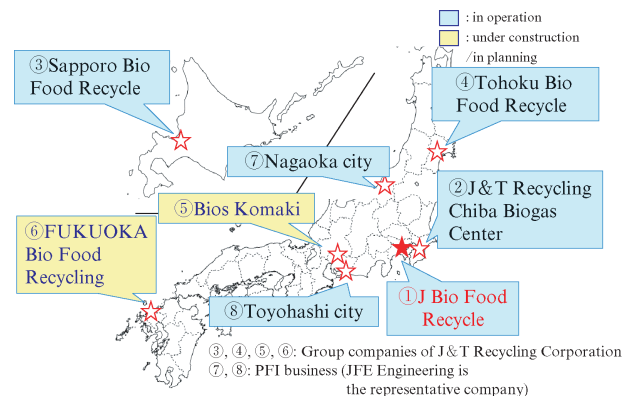 : in operation
: under construction
/in planning
③Sapporo Bio
Food Recycle
④Tohoku Bio
Food Recycle
⑦Nagaoka city
②J&T Recycling
Chiba Biogas
Center
⑤Bios Komaki
⑥FUKUOKA
Bio Food
Recycling
⑧Toyohashi city
①J Bio Food
Recycle
③, ④, ⑤, ⑥: Group companies of J&T Recycling Corporation
⑦, ⑧: PFI business (JFE Engineering is
the representative company)